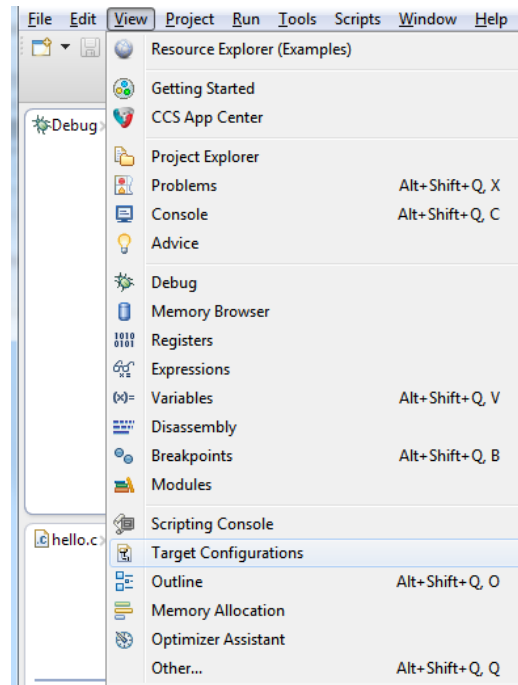 File Edit View Project Run Tools Scripts Window Help
Resource Explorer (Examples)
Getting Started
CCS App Center
Debug
Project Explorer
Problems Alt+Shift+Q, X
Console Alt+Shift+Q, C
Advice
Debug
Memory Browser
1010
0101
Registers
Expressions
(x)= Variables Alt+Shift+Q, V
Disassembly
Breakpoints Alt+Shift+Q, B
Modules
Scripting Console
.c hello.c
Target Configurations
Outline Alt+Shift+Q, O
Memory Allocation
Optimizer Assistant
Other... Alt+Shift+Q, Q